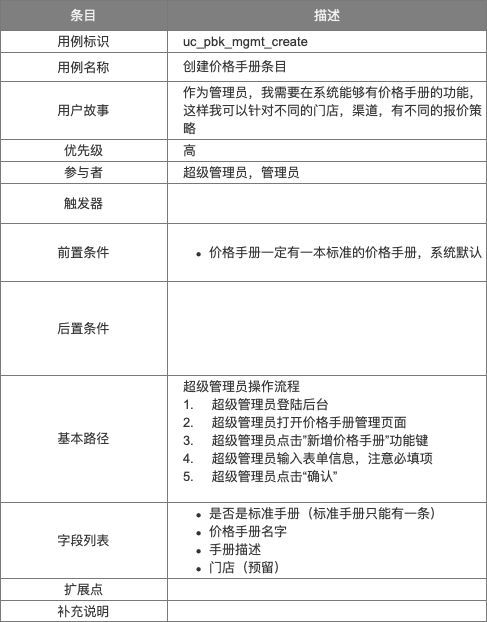 条目 描述
用例标识 uc_pbk_mgmt_create
用例名称 创建价格手册条目
用户故事 作为管理员，我需要在系统能够有价格手册的功能，
这样我可以针对不同的门店，渠道，有不同的报价策
略
优先级 高
参与者 超级管理员，管理员
触发器
前置条件 • 价格手册一定有一本标准的价格手册，系统默认
后置条件
基本路径 超级管理员操作流程
1. 超级管理员登陆后台
2. 超级管理员打开价格手册管理页面
3. 超级管理员点击”新增价格手册”功能键
4. 超级管理员输入表单信息，注意必填项
5. 超级管理员点击“确认”
字段列表 • 是否是标准手册（标准手册只能有一条）
• 价格手册名字
• 手册描述
• 门店（预留）
扩展点
补充说明